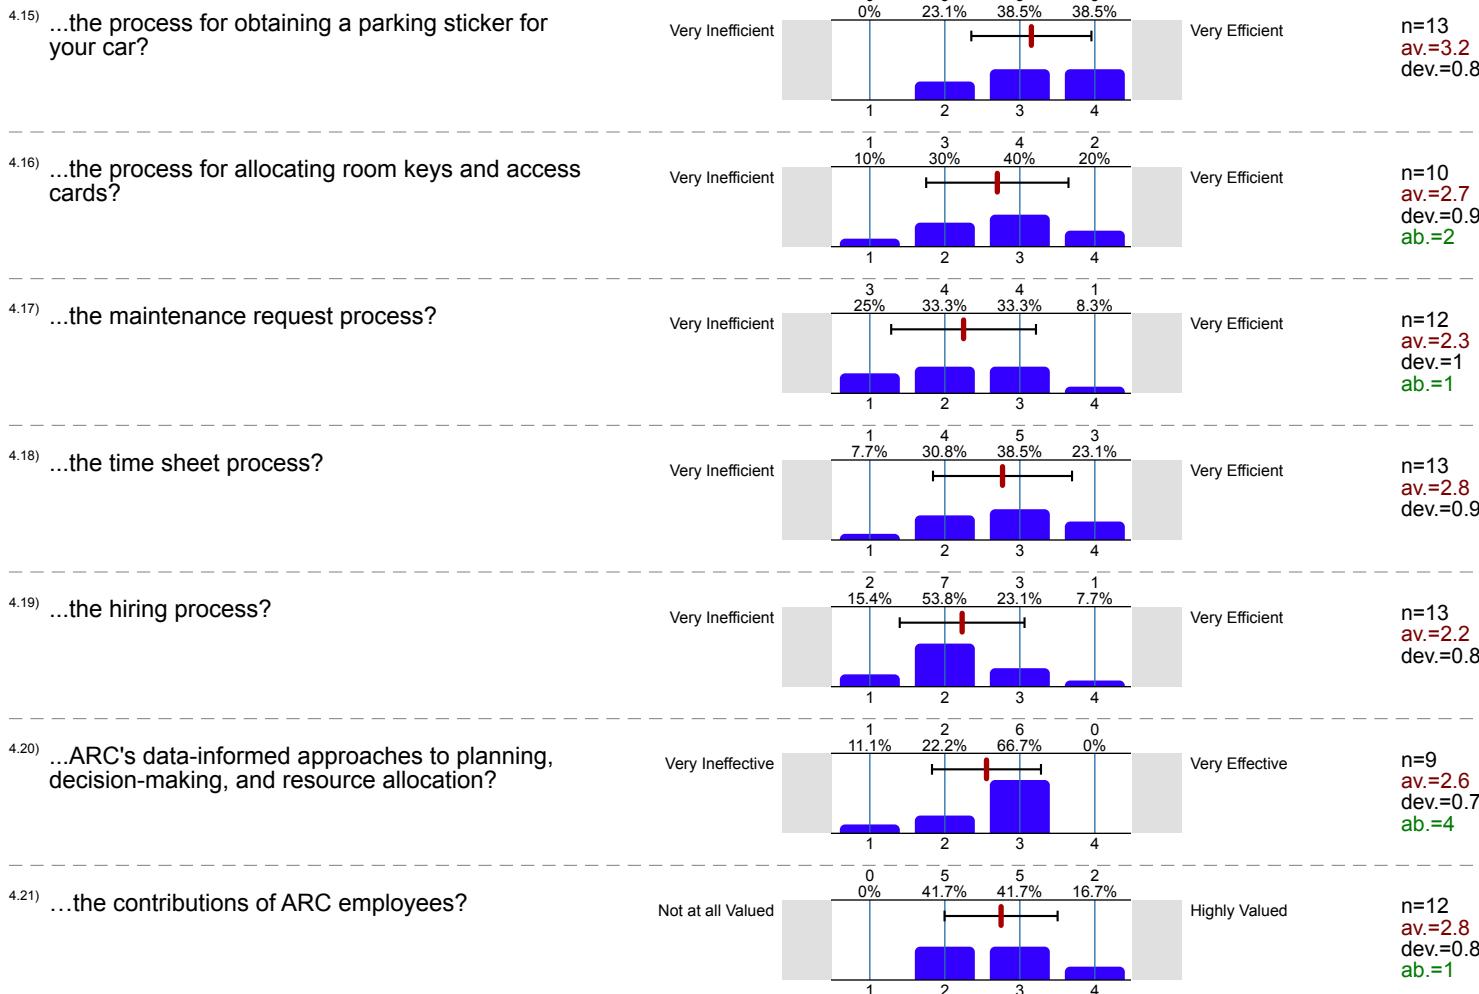 0% 23.1% 38.5% 38.5%
4.15) ...the process for obtaining a parking sticker for
your car?
Very Inefficient
Very Efficient
n=13
av.=3.2
dev.=0.8
1 2 3 4
1 3 4 2
10% 30% 40% 20%
4.16) ...the process for allocating room keys and access
cards?
Very Inefficient
Very Efficient
n=10
av.=2.7
dev.=0.9
ab.=2
1 2 3 4
3 4 4 1
25% 33.3% 33.3% 8.3%
4.17) ...the maintenance request process?
Very Inefficient
Very Efficient
n=12
av.=2.3
dev.=1
ab.=1
1 2 3 4
1 4 5 3
7.7% 30.8% 38.5% 23.1%
4.18) ...the time sheet process?
Very Inefficient
Very Efficient
n=13
av.=2.8
dev.=0.9
1 2 3 4
2 7 3 1
15.4% 53.8% 23.1% 7.7%
4.19) ...the hiring process?
Very Inefficient
Very Efficient
n=13
av.=2.2
dev.=0.8
1 2 3 4
1 2 6 0
11.1% 22.2% 66.7% 0%
4.20) ...ARC's data-informed approaches to planning,
decision-making, and resource allocation?
Very Ineffective
Very Effective
n=9
av.=2.6
dev.=0.7
ab.=4
1 2 3 4
0 5 5 2
0% 41.7% 41.7% 16.7%
4.21) …the contributions of ARC employees?
Not at all Valued
Highly Valued
n=12
av.=2.8
dev.=0.8
ab.=1
1 2 3 4